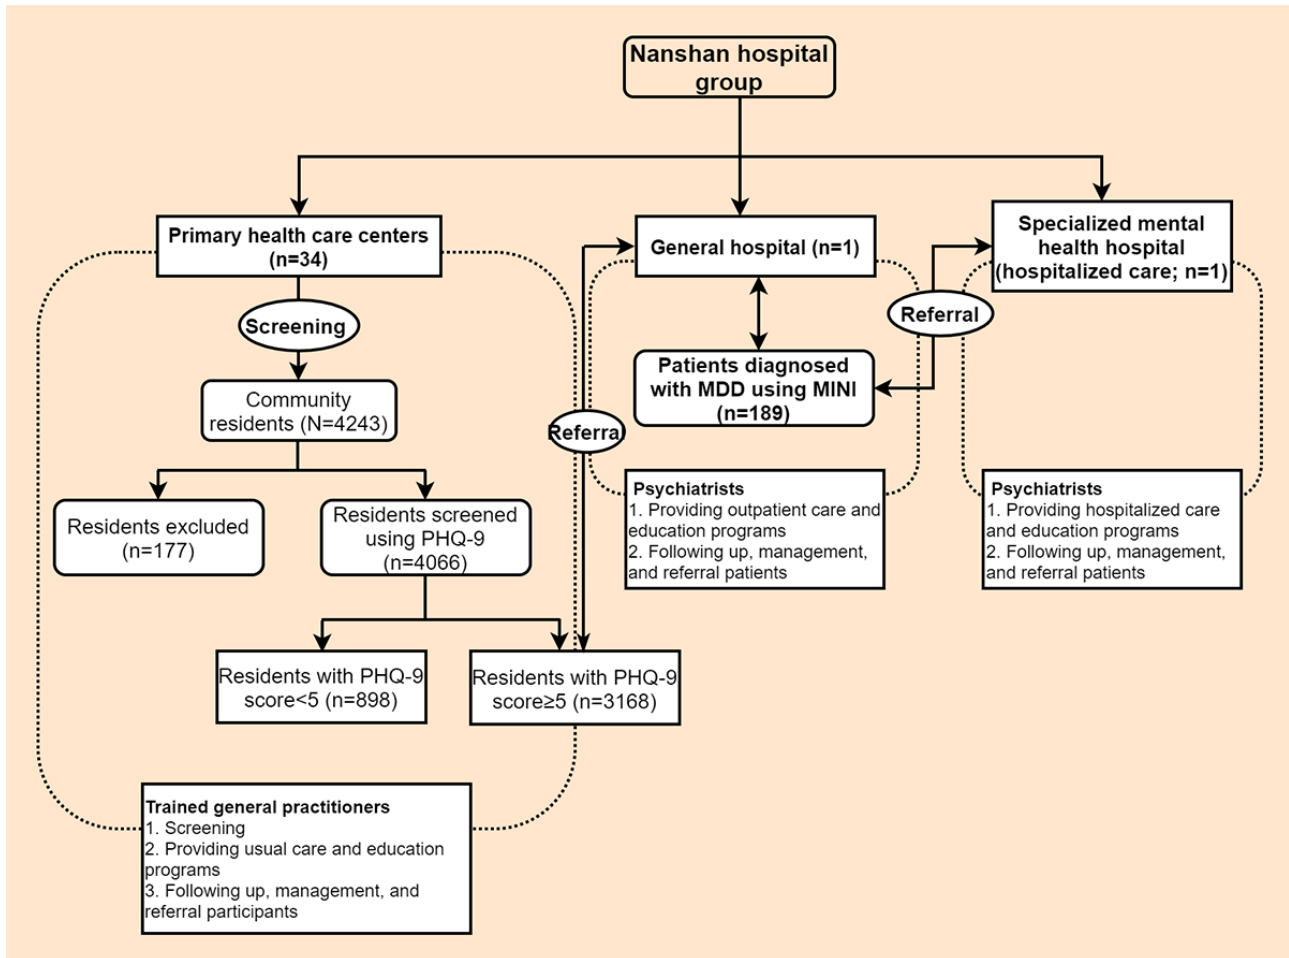 Nanshan hospital
group
Primary health care centers
(n=34)
General hospital (n=1)
Specialized mental
health hospital
(hospitalized care; n=1)
Screening
Referral
Community
residents (N=4243)
Patients diagnosed
with MDD using MINI
(n=189)
Referral
Residents excluded
(n=177)
Residents screened
using PHQ-9
(n=4066)
Psychiatrists
1. Providing outpatient care and
education programs
2. Following up, management,
and referral patients
Psychiatrists
1. Providing hospitalized care
and education programs
2. Following up, management,
and referral patients
Residents with PHQ-9
score<5 (n=898)
Residents with PHQ-9
score≥5 (n=3168)
Trained general practitioners
1. Screening
2. Providing usual care and education
programs
3. Following up, management, and
referral participants